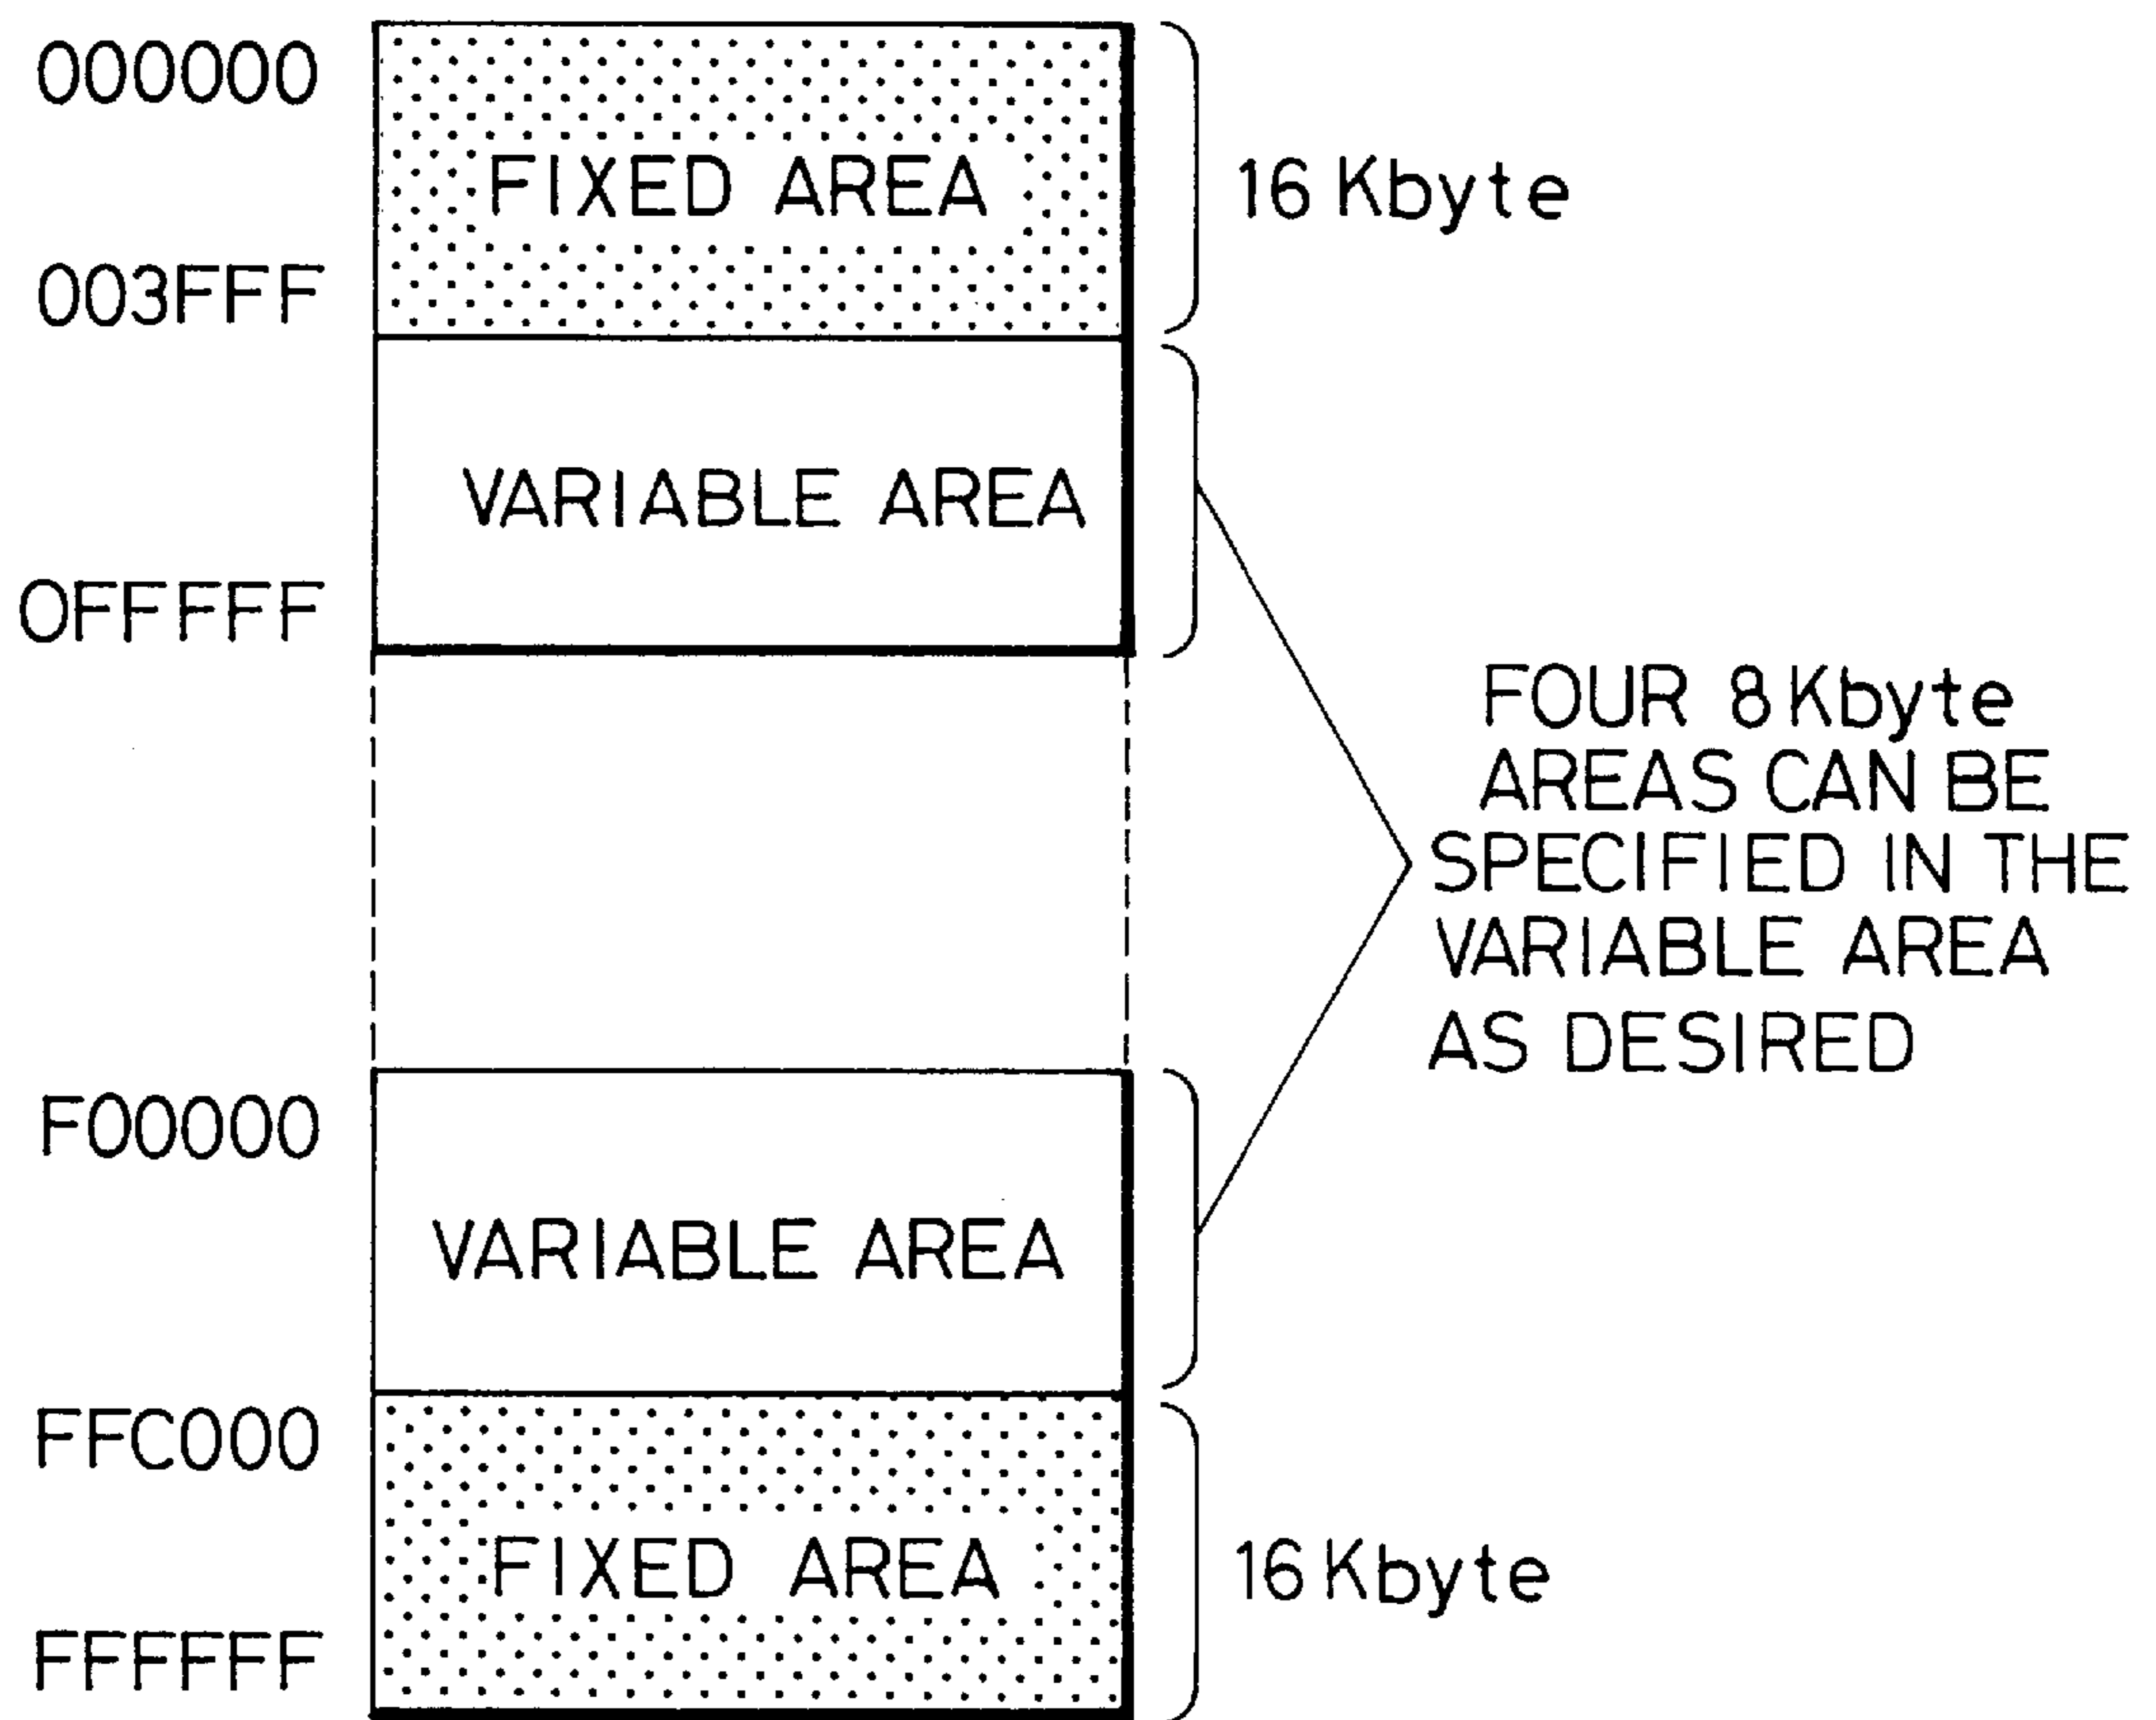 000000
FIXED AREA
16 Kbyte
003FFF
VARIABLE AREA
0FFFFF
FOUR 8 Kbyte
AREAS CAN BE
SPECIFIED IN THE
VARIABLE AREA
AS DESIRED
F00000
VARIABLE AREA
FFC000
FIXED AREA
16 Kbyte
FFFFFF